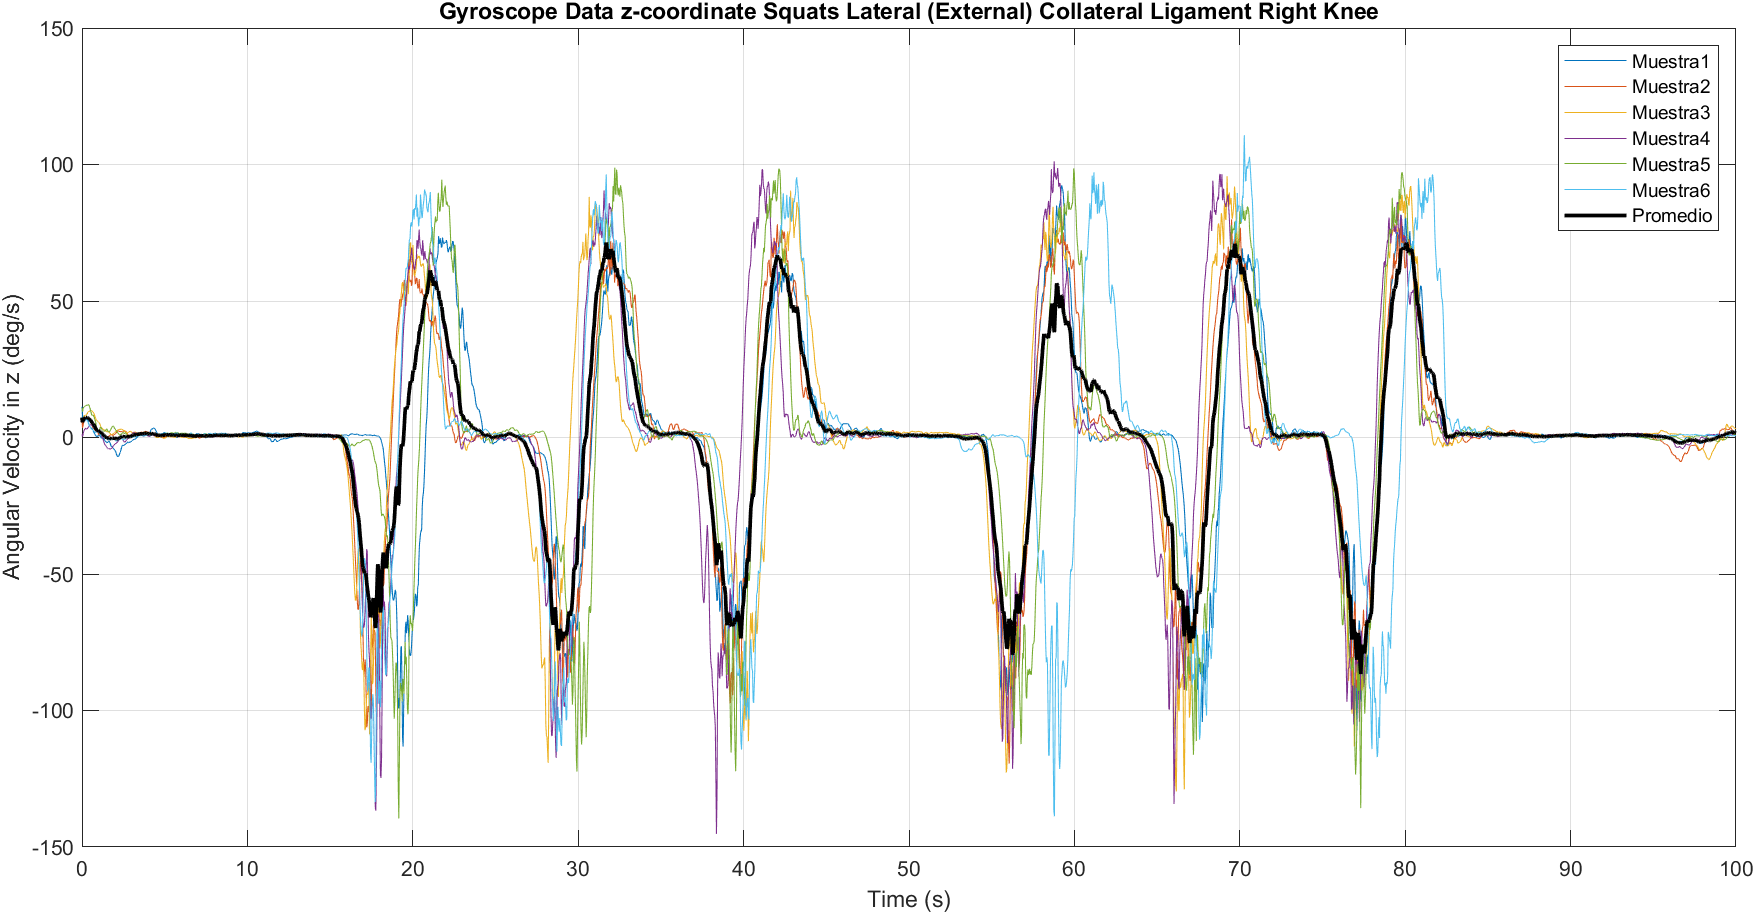 Gyroscope Data z-coordinate Squats Lateral (External) Collateral Ligament Right Knee
150
100
50
0
-50
-100
-150
Angular Velocity in z (deg/s)
0 10 20 30 40 50 60 70 80 90 100
Time (s)
Muestra1
Muestra2
Muestra3
Muestra4
Muestra5
Muestra6
Promedio